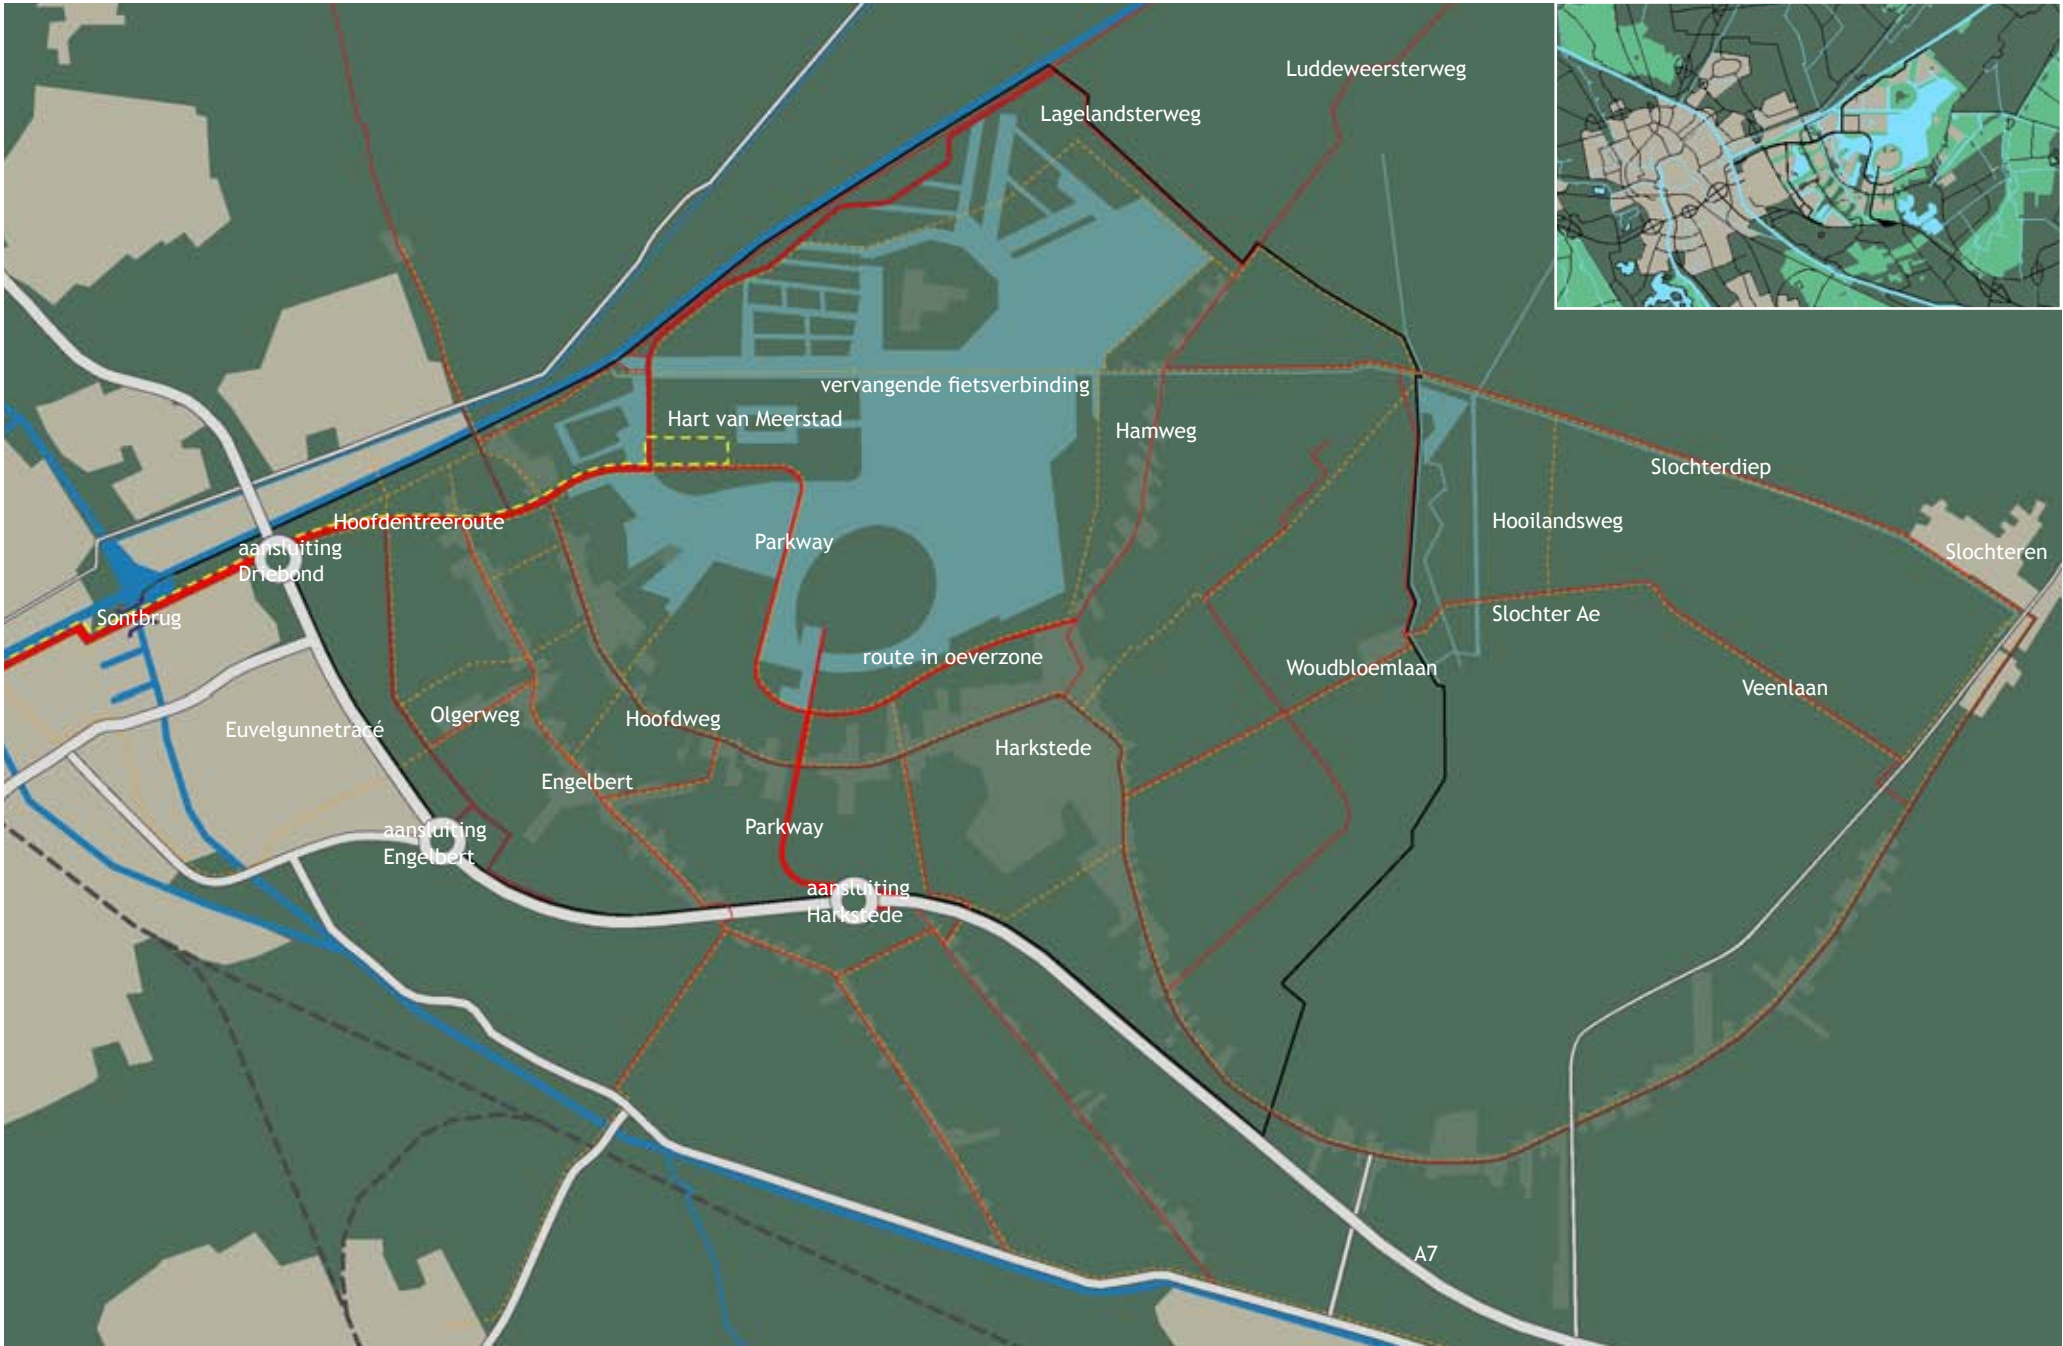 Luddeweersterweg
Lagelandsterweg
vervangende fietsverbinding
Hart van Meerstad
Hamweg
Slochterdiep
Hoofdentreeroute
Hooilandsweg
Parkway
aansluiting
Driebond
Slochteren
Sontbrug
Slochter Ae
route in oeverzone
Woudbloemlaan
Veenlaan
Olgerweg
Hoofdweg
Euvelgunnetracé
Harkstede
Engelbert
Parkway
aansluiting
Engelbert
aansluiting
Harkstede
A7